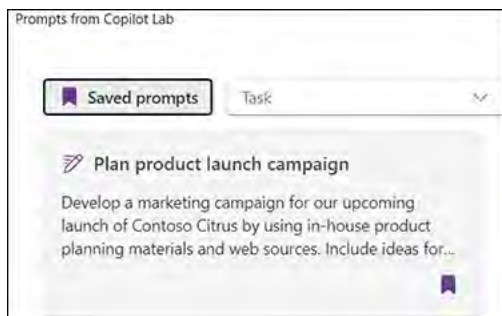 Prompts from Copilot Lab
Saved prompts
Task
Plan product launch campaign
Develop a marketing campaign for our upcoming
launch of Contoso Citrus by using in-house product
planning materials and web sources. Include ideas for...